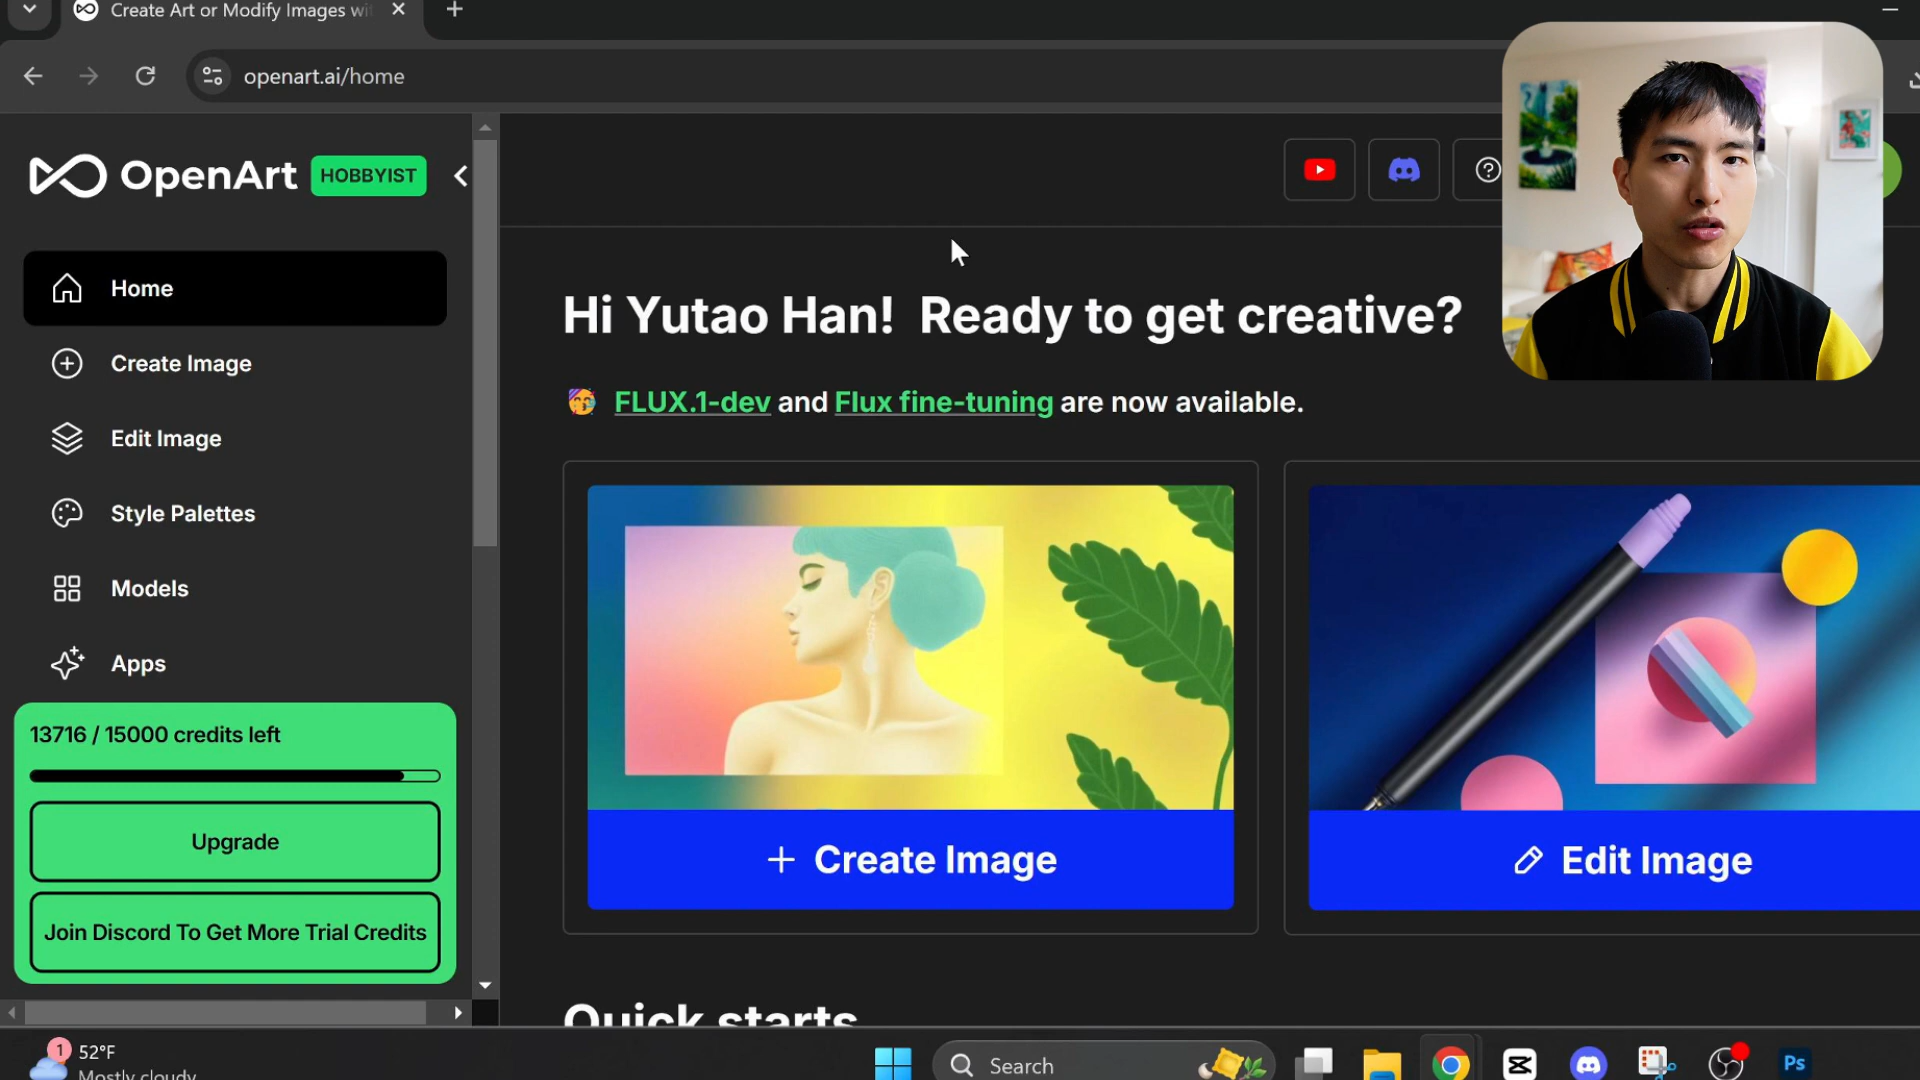 Create Art or Modify Images wi
openart.ai/home
OpenArt HOBBYIST
Home
Create Image
Edit Image
Style Palettes
Models
Apps
13716 / 15000 credits left
Upgrade
Join Discord To Get More Trial Credits
Hi Yutao Han! Ready to get creative?
FLUX.1-dev and Flux fine-tuning are now available.
+ Create Image
Edit Image
Quick starts
1
52°F
Mostly cloudy
Search
Ps